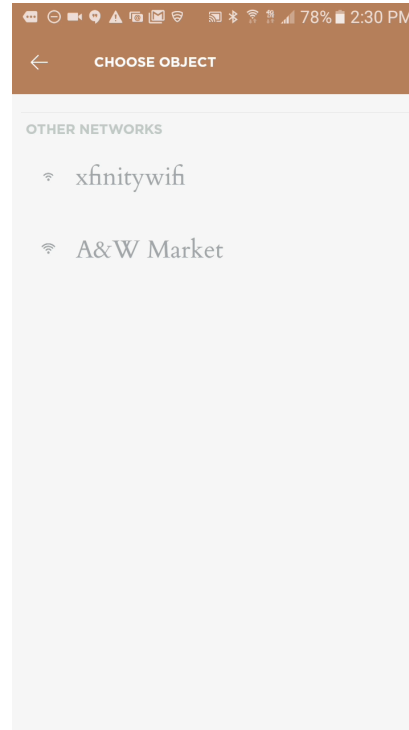 78% 2:30 PM
CHOOSE OBJECT
OTHER NETWORKS
xfinitywifi
A&W Market